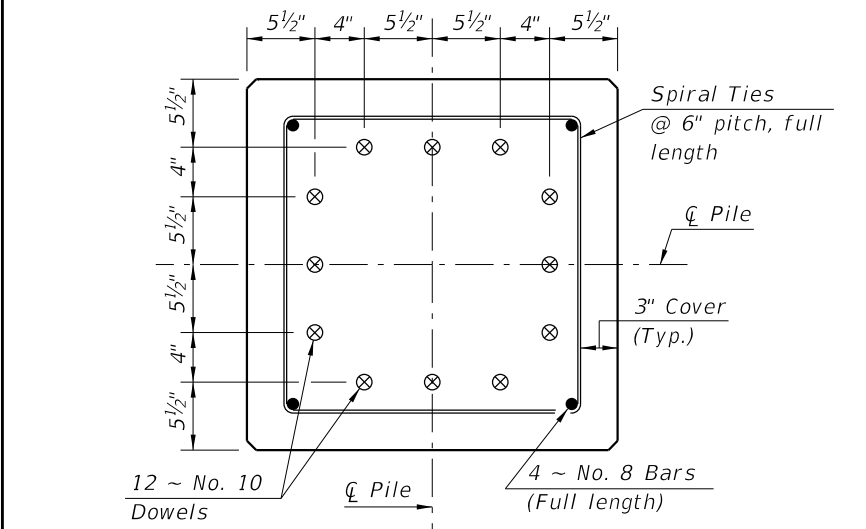 5½" 4" 5½" 5½" 4" 5½"
5½"
4"
5½"
5½"
4"
5½"
Spiral Ties
@ 6" pitch, full
length
℄ Pile
3" Cover
(Typ.)
12 ~ No. 10
Dowels
℄ Pile
4 ~ No. 8 Bars
(Full length)